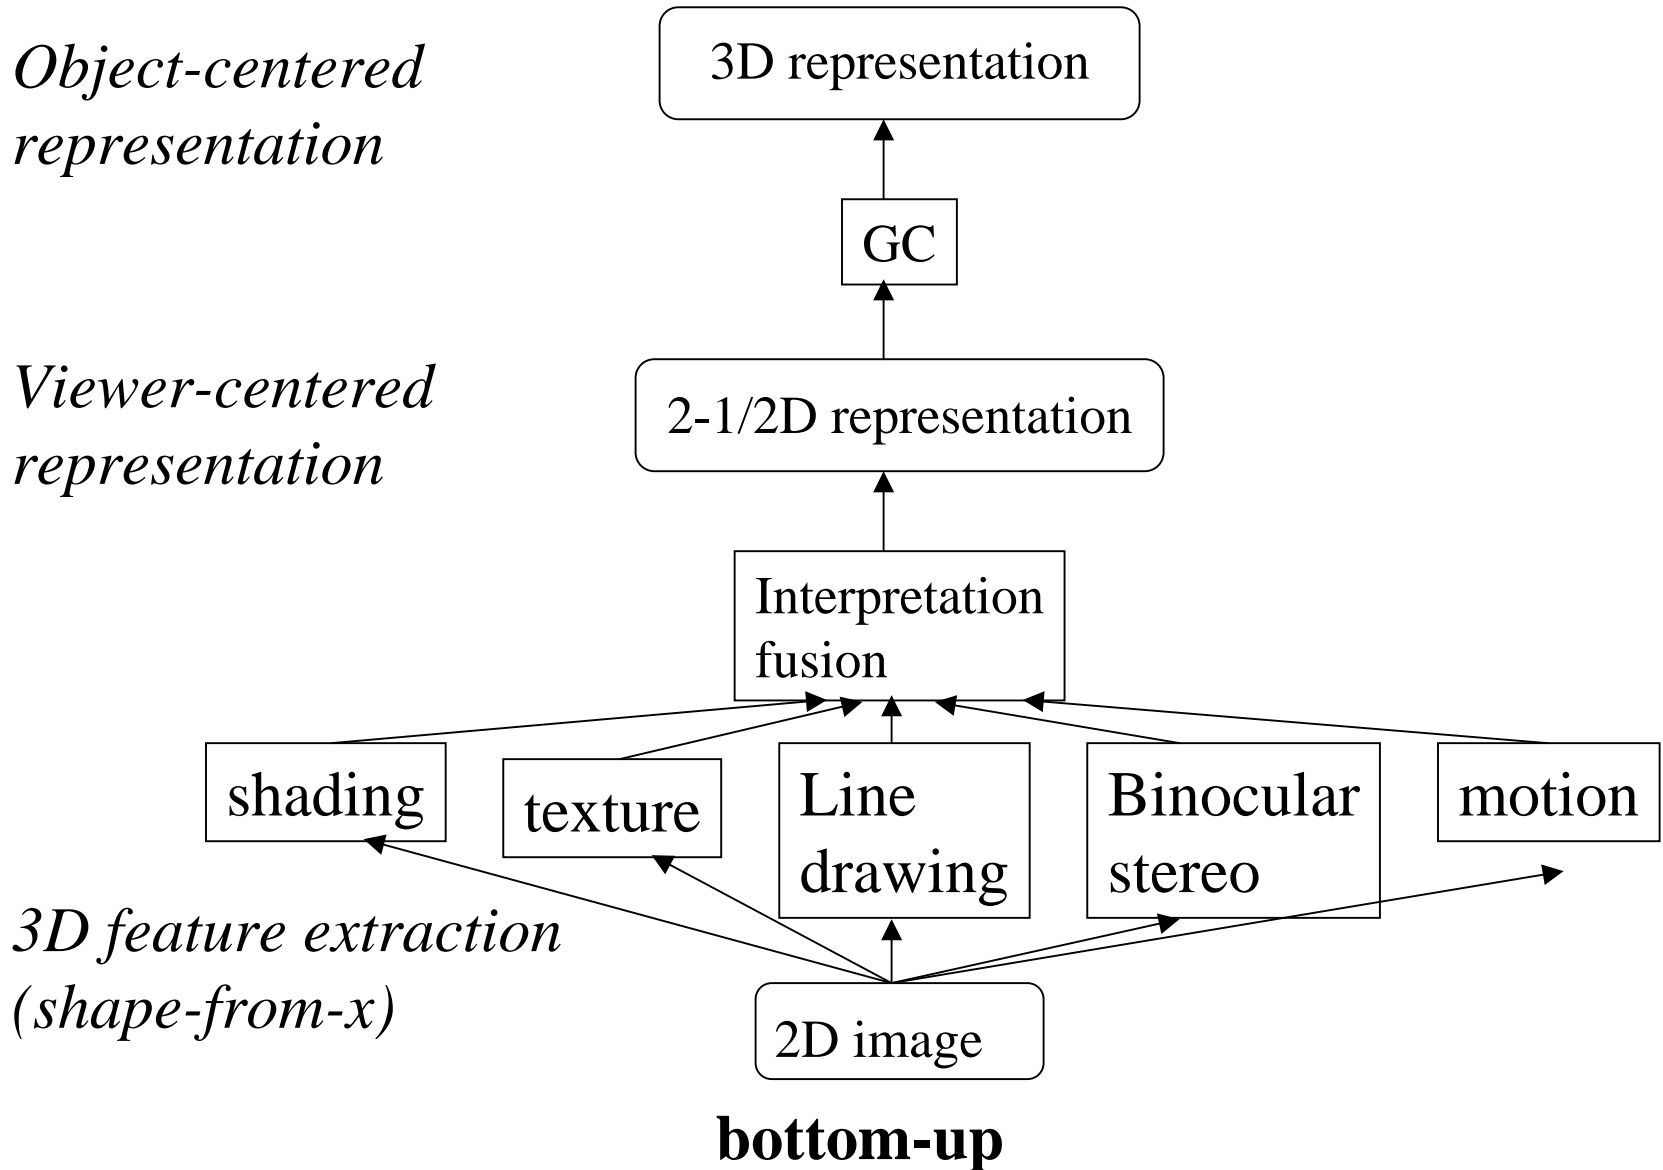 Object-centered
representation
3D representation
GC
Viewer-centered
representation
2-1/2D representation
Interpretation
fusion
shading
texture
Line
drawing
Binocular
stereo
motion
3D feature extraction
(shape-from-x)
2D image
bottom-up